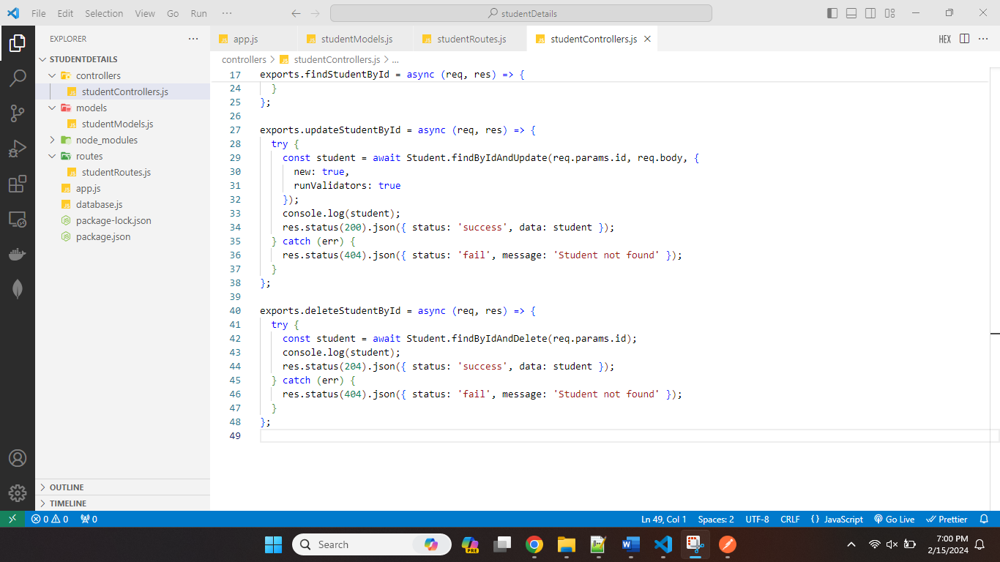 File Edit Selection View Go Run ···
studentDetails
EXPLORER
STUDENTDETAILS
controllers
studentControllers.js
models
studentModels.js
node_modules
routes
studentRoutes.js
app.js
database.js
package-lock.json
package.json
OUTLINE
TIMELINE
app.js studentModels.js studentRoutes.js studentControllers.js HEX
controllers > studentControllers.js > ...
17 exports.findStudentById = async (req, res) => {
24 }
25 };
26
27 exports.updateStudentById = async (req, res) => {
28 try {
29 const student = await Student.findByIdAndUpdate(req.params.id, req.body, {
30 new: true,
31 runValidators: true
32 });
33 console.log(student);
34 res.status(200).json({ status: 'success', data: student });
35 } catch (err) {
36 res.status(404).json({ status: 'fail', message: 'Student not found' });
37 }
38 };
39
40 exports.deleteStudentById = async (req, res) => {
41 try {
42 const student = await Student.findByIdAndDelete(req.params.id);
43 console.log(student);
44 res.status(204).json({ status: 'success', data: student });
45 } catch (err) {
46 res.status(404).json({ status: 'fail', message: 'Student not found' });
47 }
48 };
49
0 0 0 Ln 49, Col 1 Spaces: 2 UTF-8 CRLF {} JavaScript Go Live Prettier
Search
PRE
7:00 PM
2/15/2024